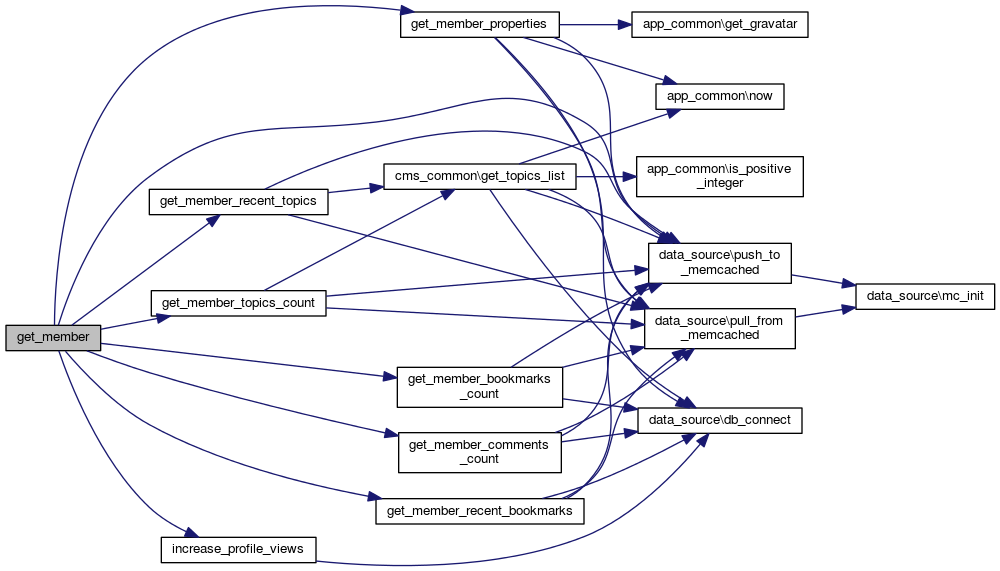 get_member_properties
app_common\get_gravatar
app_common\now
app_common\is_positive
_integer
cms_common\get_topics_list
get_member_recent_topics
data_source\push_to
_memcached
data_source\mc_init
get_member_topics_count
get_member
data_source\pull_from
_memcached
get_member_bookmarks
_count
data_source\db_connect
get_member_comments
_count
get_member_recent_bookmarks
increase_profile_views